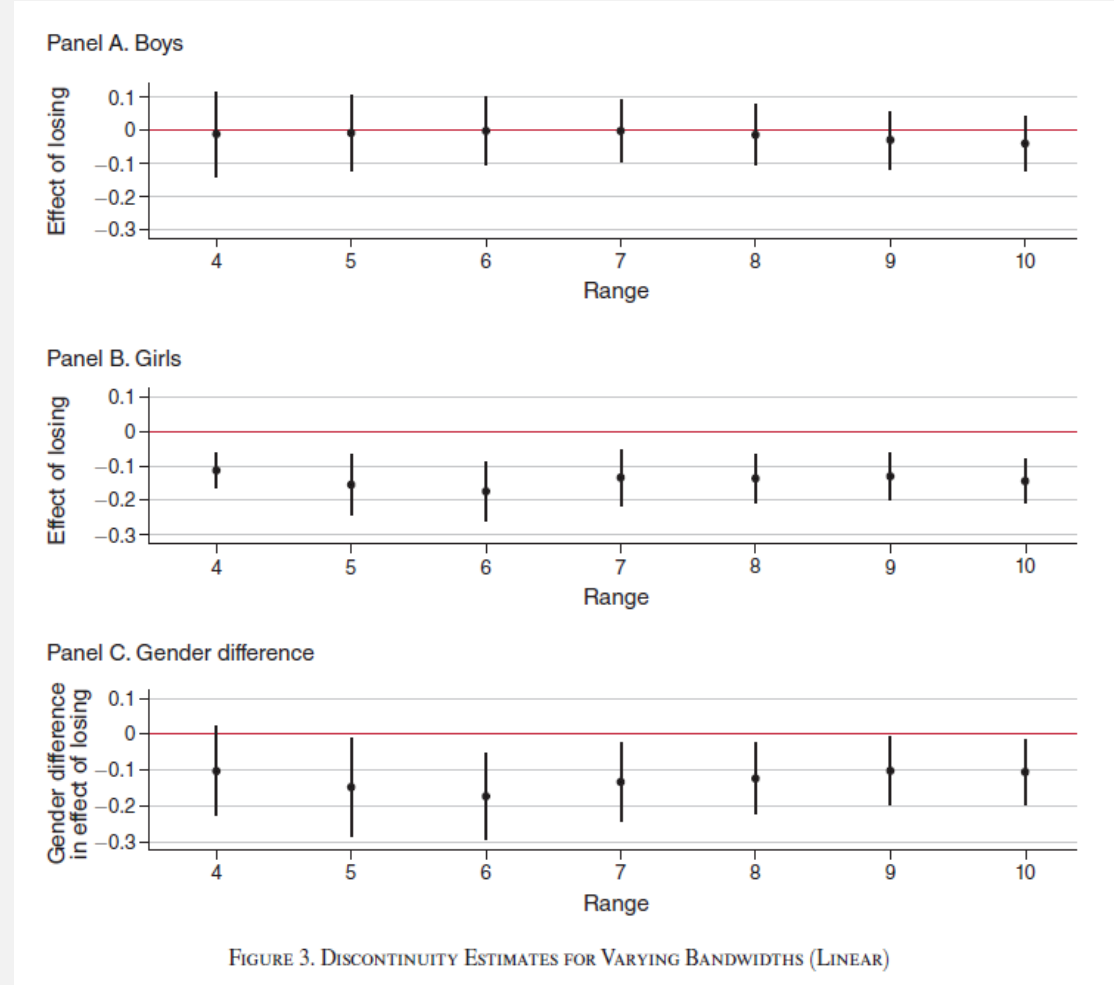 Panel A. Boys
Effect of losing
0.1
0
−0.1
−0.2
−0.3
4 5 6 7 8 9 10
Range
Panel B. Girls
Effect of losing
0.1
0
−0.1
−0.2
−0.3
4 5 6 7 8 9 10
Range
Panel C. Gender difference
Gender difference
in effect of losing
0.1
0
−0.1
−0.2
−0.3
4 5 6 7 8 9 10
Range
FIGURE 3. DISCONTINUITY ESTIMATES FOR VARYING BANDWIDTHS (LINEAR)